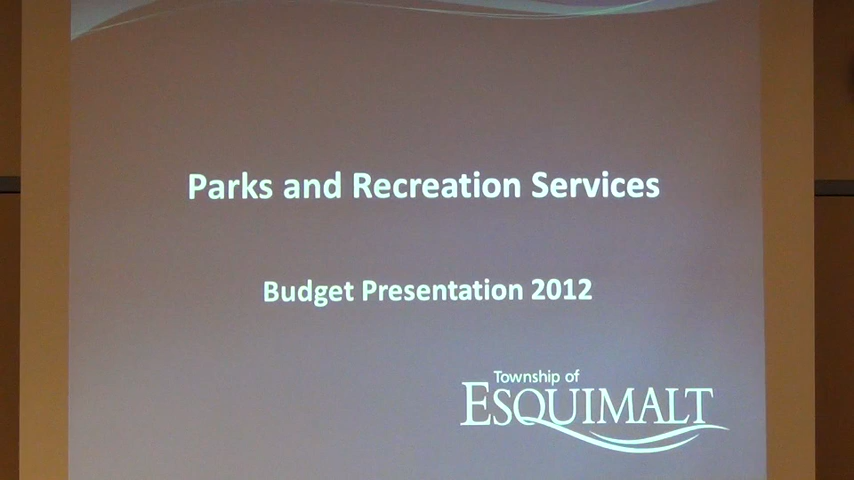 Parks and Recreation Services
Budget Presentation 2012
Township of
ESQUIMALT